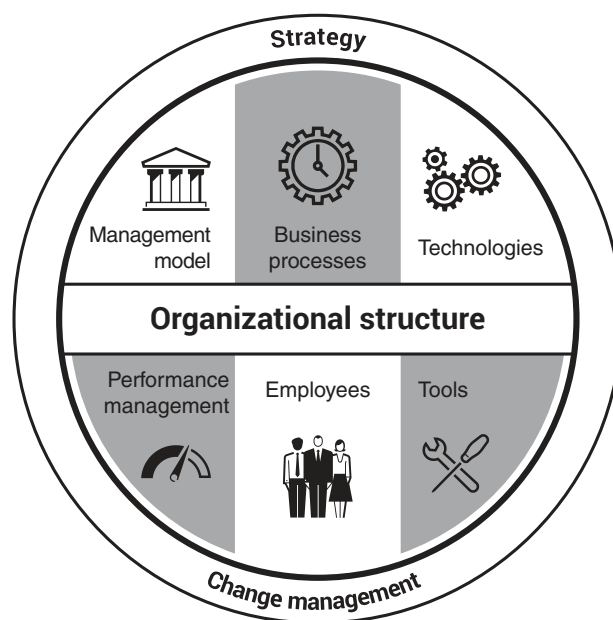 Strategy
Management
model
Business
processes
Technologies
Organizational structure
Performance
management
Employees
Tools
Change management